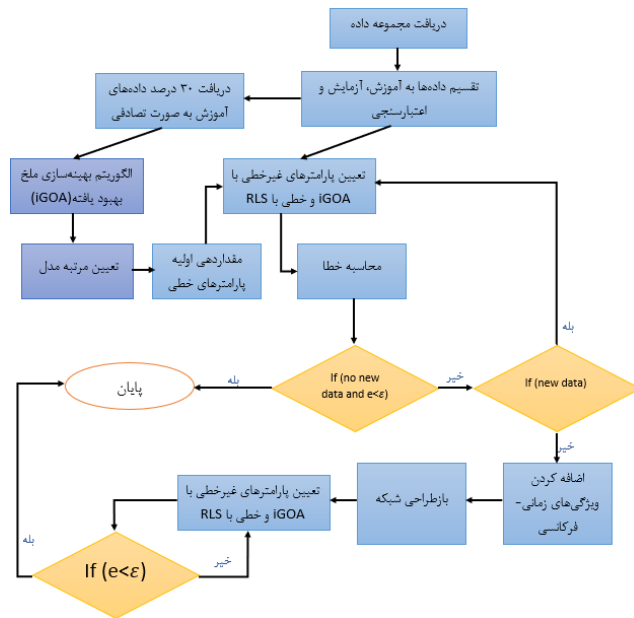 دریافت مجموعه داده
تقسیم داده‌ها به آموزش، آزمایش و
اعتبارسنجی
دریافت ۳۰ درصد داده‌های
آموزش به صورت تصادفی
الگوریتم بهینه‌سازی ملخ
بهبود یافته(iGOA)
تعیین مرتبه مدل
مقداردهی اولیه
پارامترهای خطی
تعیین پارامترهای غیرخطی با
iGOA و خطی با RLS
محاسبه خطا
If (no new
data and e<ε)
بله
پایان
خیر
If (new data)
بله
خیر
اضافه کردن
ویژگی‌های زمانی-
فرکانسی
بازطراحی شبکه
تعیین پارامترهای غیرخطی با
iGOA و خطی با RLS
If (e<ε)
خیر
بله